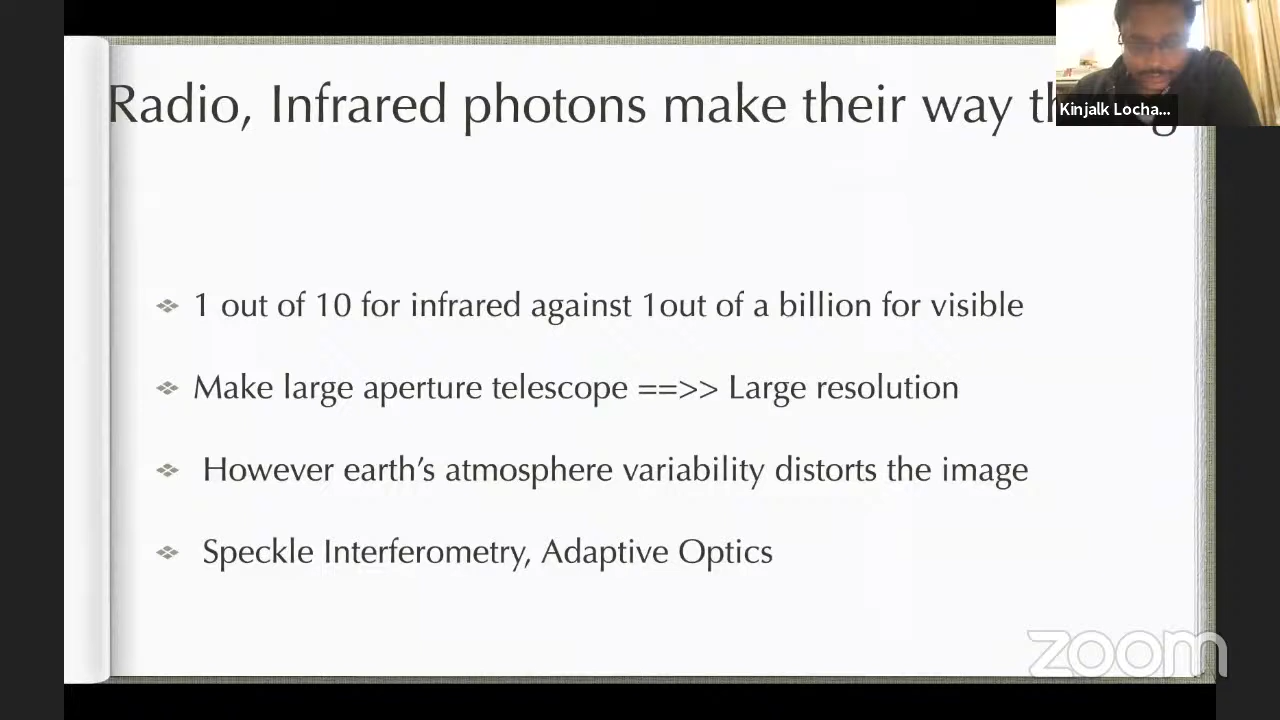 Radio, Infrared photons make their way
Kinjalk Locha...
1 out of 10 for infrared against 1out of a billion for visible
Make large aperture telescope ==>> Large resolution
However earth’s atmosphere variability distorts the image
Speckle Interferometry, Adaptive Optics
zoom